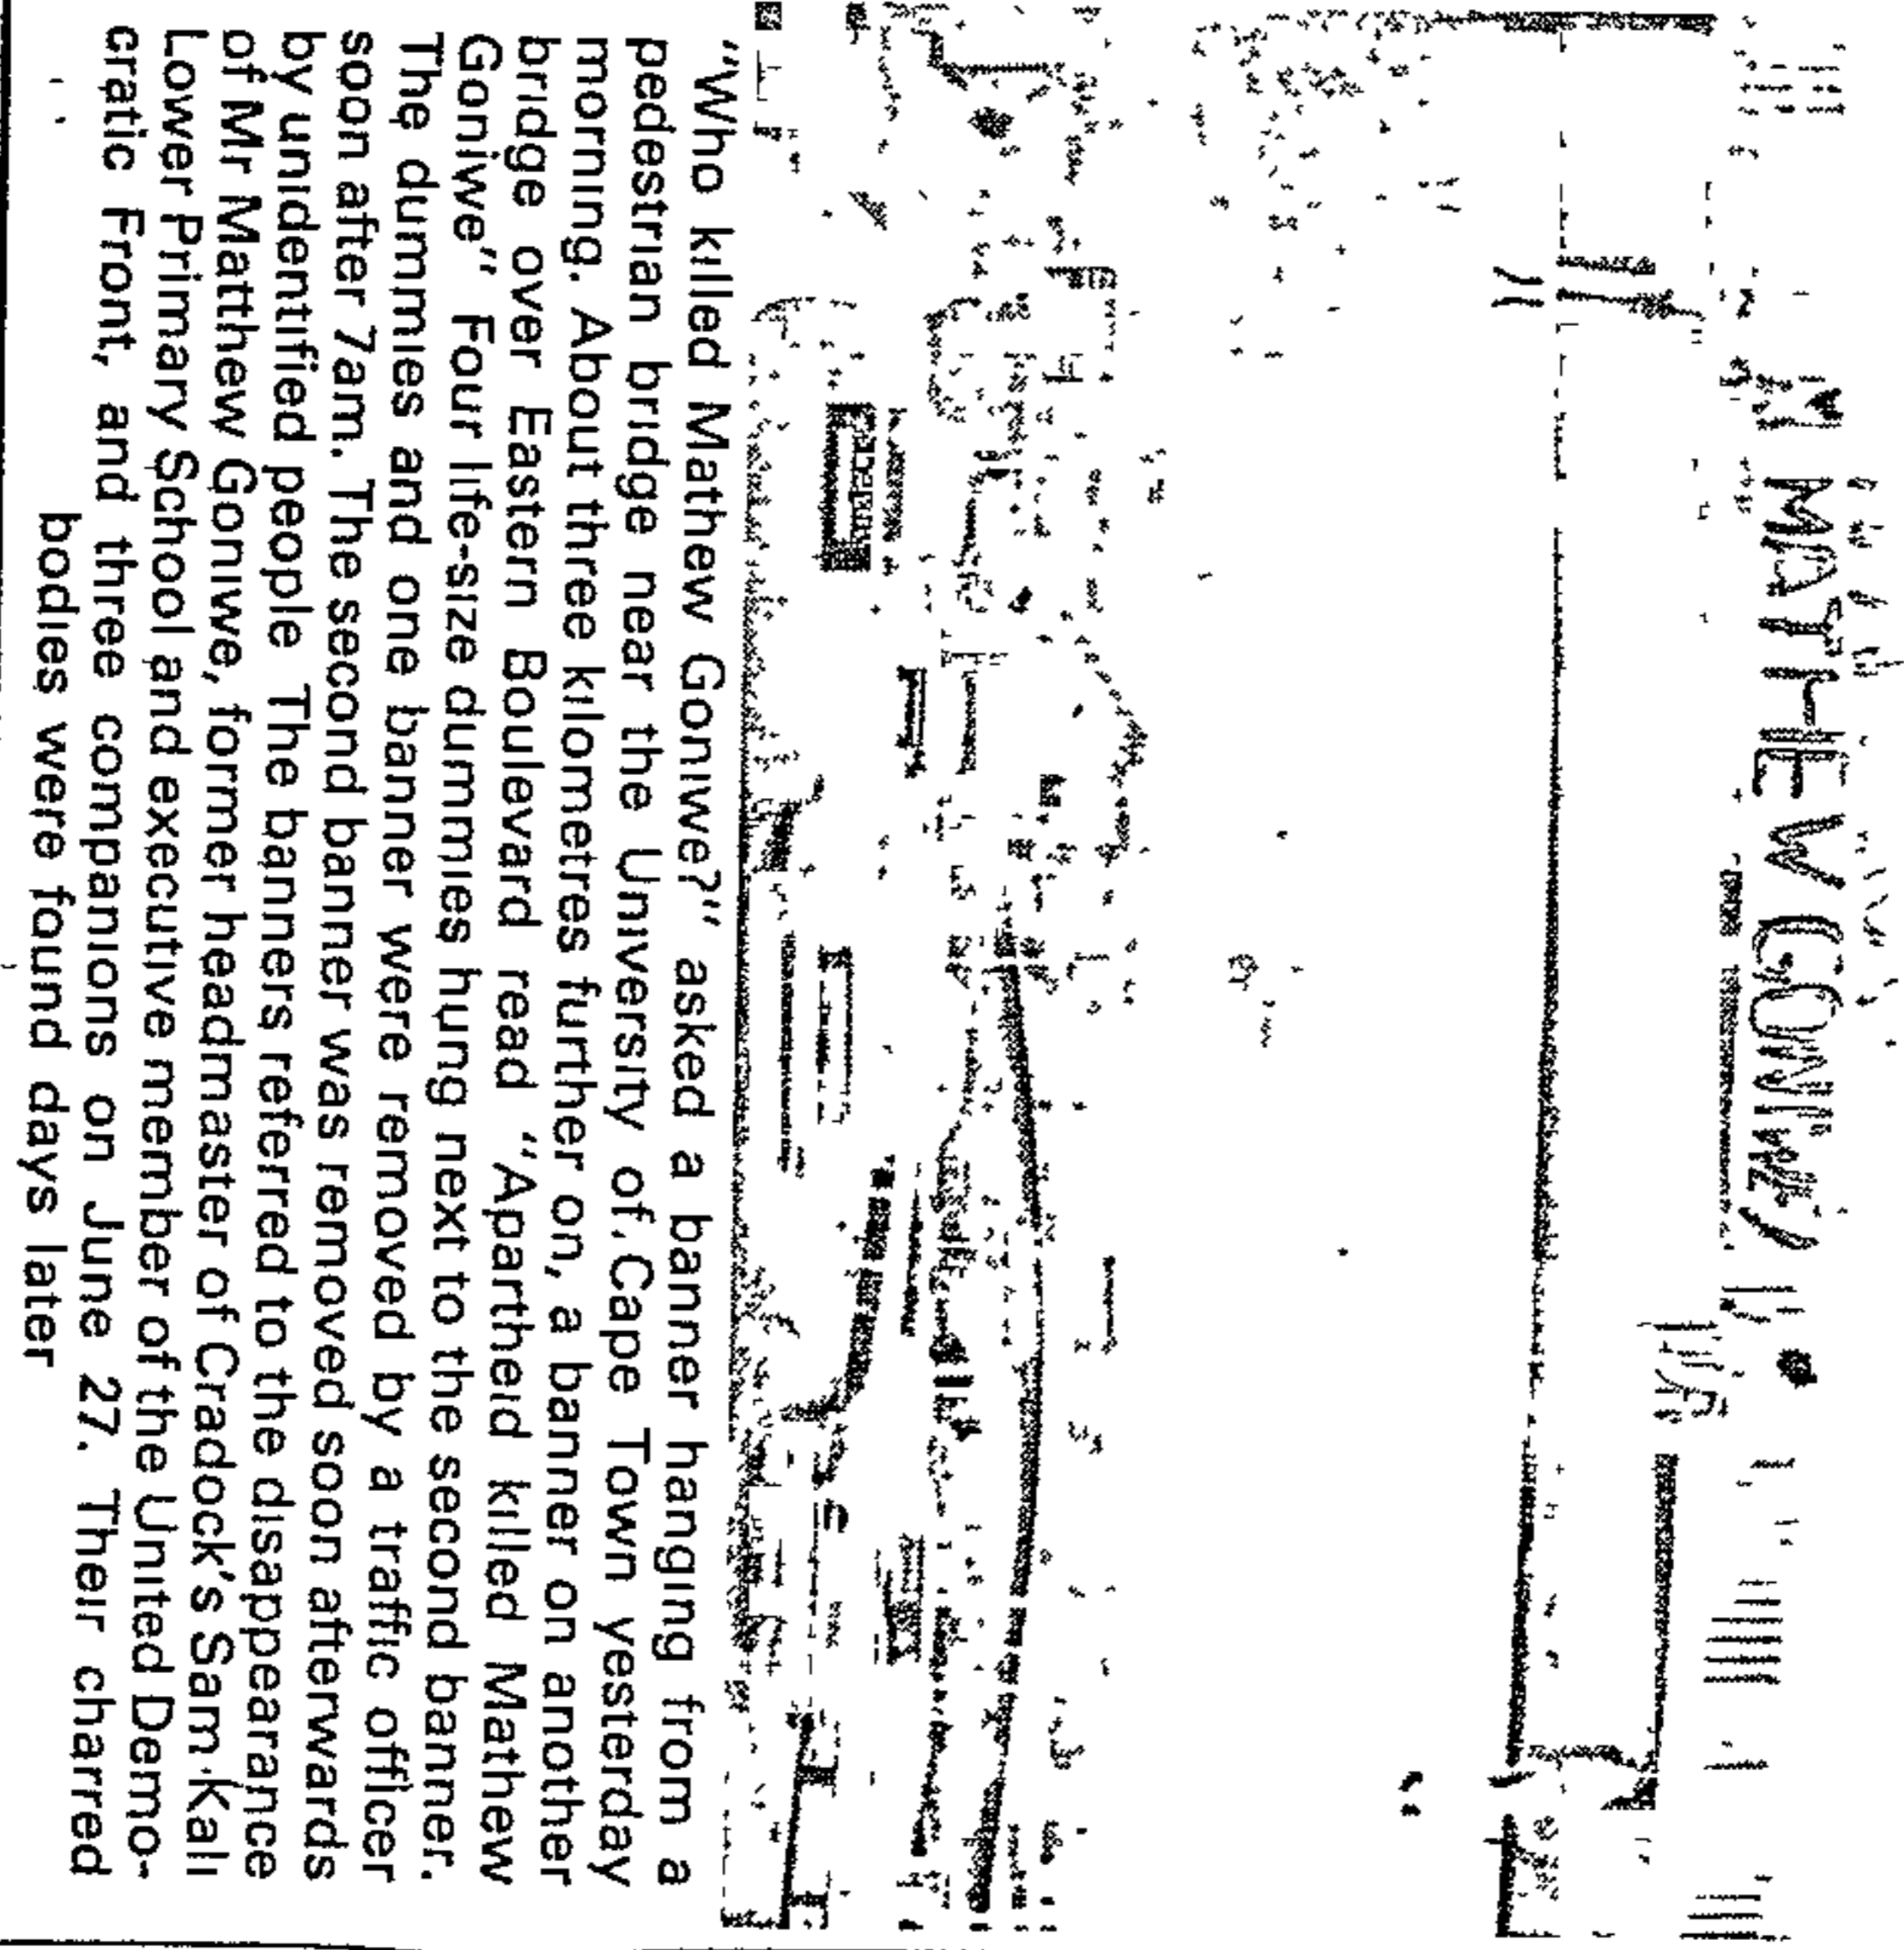 MATHEW GONIWE
"Who killed Mathew Goniwe?" asked a banner hanging from a
pedestrian bridge near the University of Cape Town yesterday
morning. About three kilometres further on, a banner on another
bridge over Eastern Boulevard read "Apartheid killed Mathew
Goniwe" Four life-size dummies hung next to the second banner.
The dummies and one banner were removed by a traffic officer
soon after 7am. The second banner was removed soon afterwards
by unidentified people The banners referred to the disappearance
of Mr Matthew Goniwe, former headmaster of Cradock's Sam Kali
Lower Primary School and executive member of the United Demo-
cratic Front, and three companions on June 27. Their charred
bodies were found days later